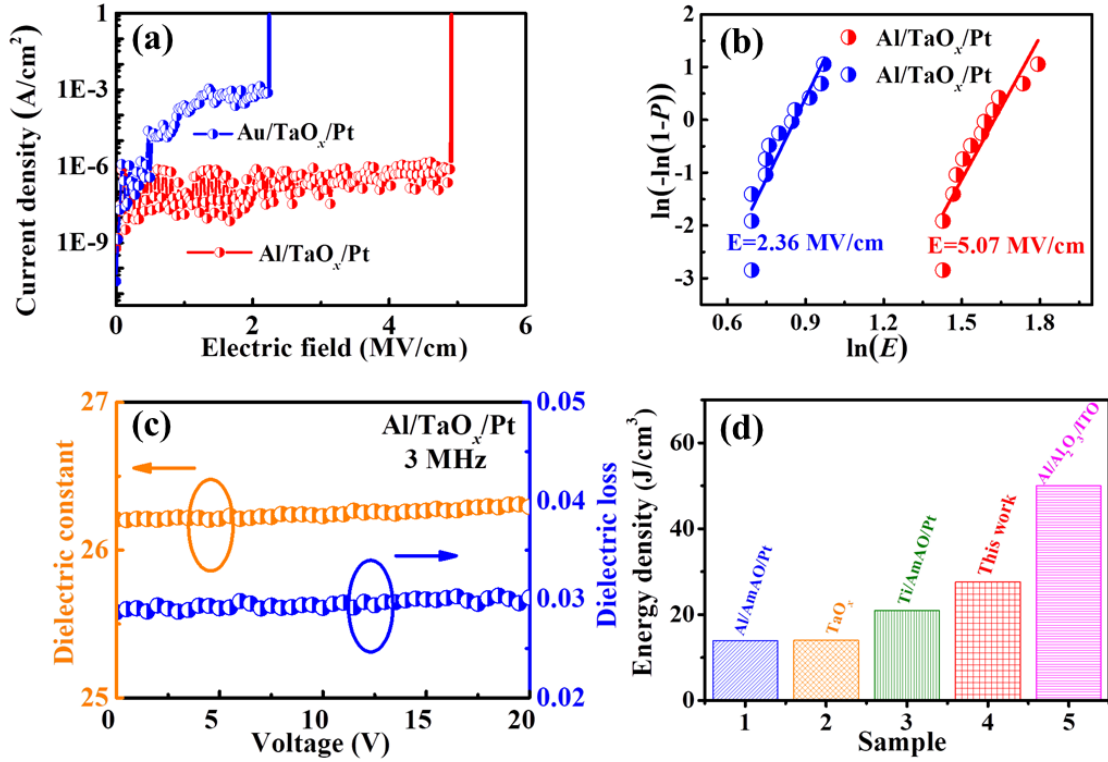 (a)
Current density (A/cm²)
1
1E-3
1E-6
1E-9
Au/TaOₓ/Pt
Al/TaOₓ/Pt
0
2
4
6
Electric field (MV/cm)
(b)
Al/TaOₓ/Pt
Al/TaOₓ/Pt
ln(-ln(1-P))
2
1
0
-1
-2
-3
E=2.36 MV/cm
E=5.07 MV/cm
0.6
0.9
1.2
1.5
1.8
ln(E)
(c)
Al/TaOₓ/Pt
3 MHz
Dielectric constant
27
26
25
Dielectric loss
0.05
0.04
0.03
0.02
0
5
10
15
20
Voltage (V)
(d)
Energy density (J/cm³)
60
40
20
0
Al/AmAO/Pt
TaOₓ
Ti/AmAO/Pt
This work
Al/Al₂O₃/ITO
1
2
3
4
5
Sample